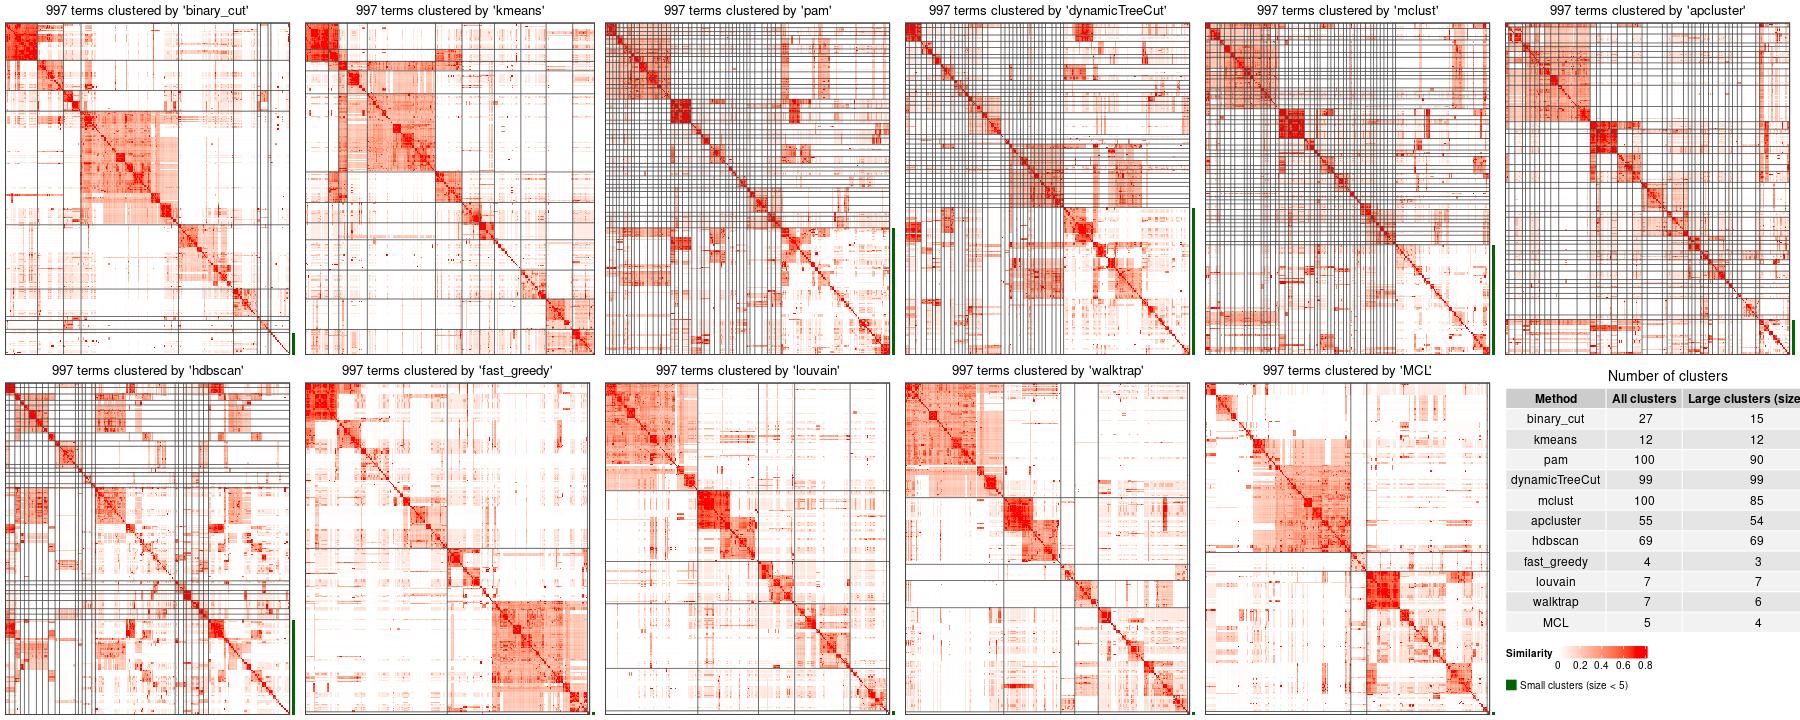 997 terms clustered by 'binary_cut'
997 terms clustered by 'kmeans'
997 terms clustered by 'pam'
997 terms clustered by 'dynamicTreeCut'
997 terms clustered by 'mclust'
997 terms clustered by 'apcluster'
997 terms clustered by 'hdbscan'
997 terms clustered by 'fast_greedy'
997 terms clustered by 'louvain'
997 terms clustered by 'walktrap'
997 terms clustered by 'MCL'
Number of clusters
Method All clusters Large clusters (size
binary_cut 27 15
kmeans 12 12
pam 100 90
dynamicTreeCut 99 99
mclust 100 85
apcluster 55 54
hdbscan 69 69
fast_greedy 4 3
louvain 7 7
walktrap 7 6
MCL 5 4
Similarity
0 0.2 0.4 0.6 0.8
Small clusters (size < 5)